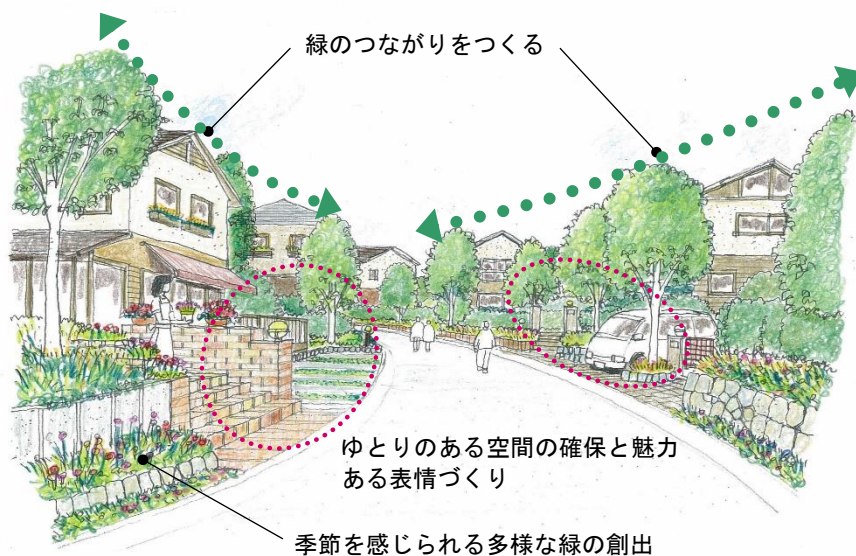 緑のつながりをつくる
ゆとりのある空間の確保と魅力
ある表情づくり
季節を感じられる多様な緑の創出